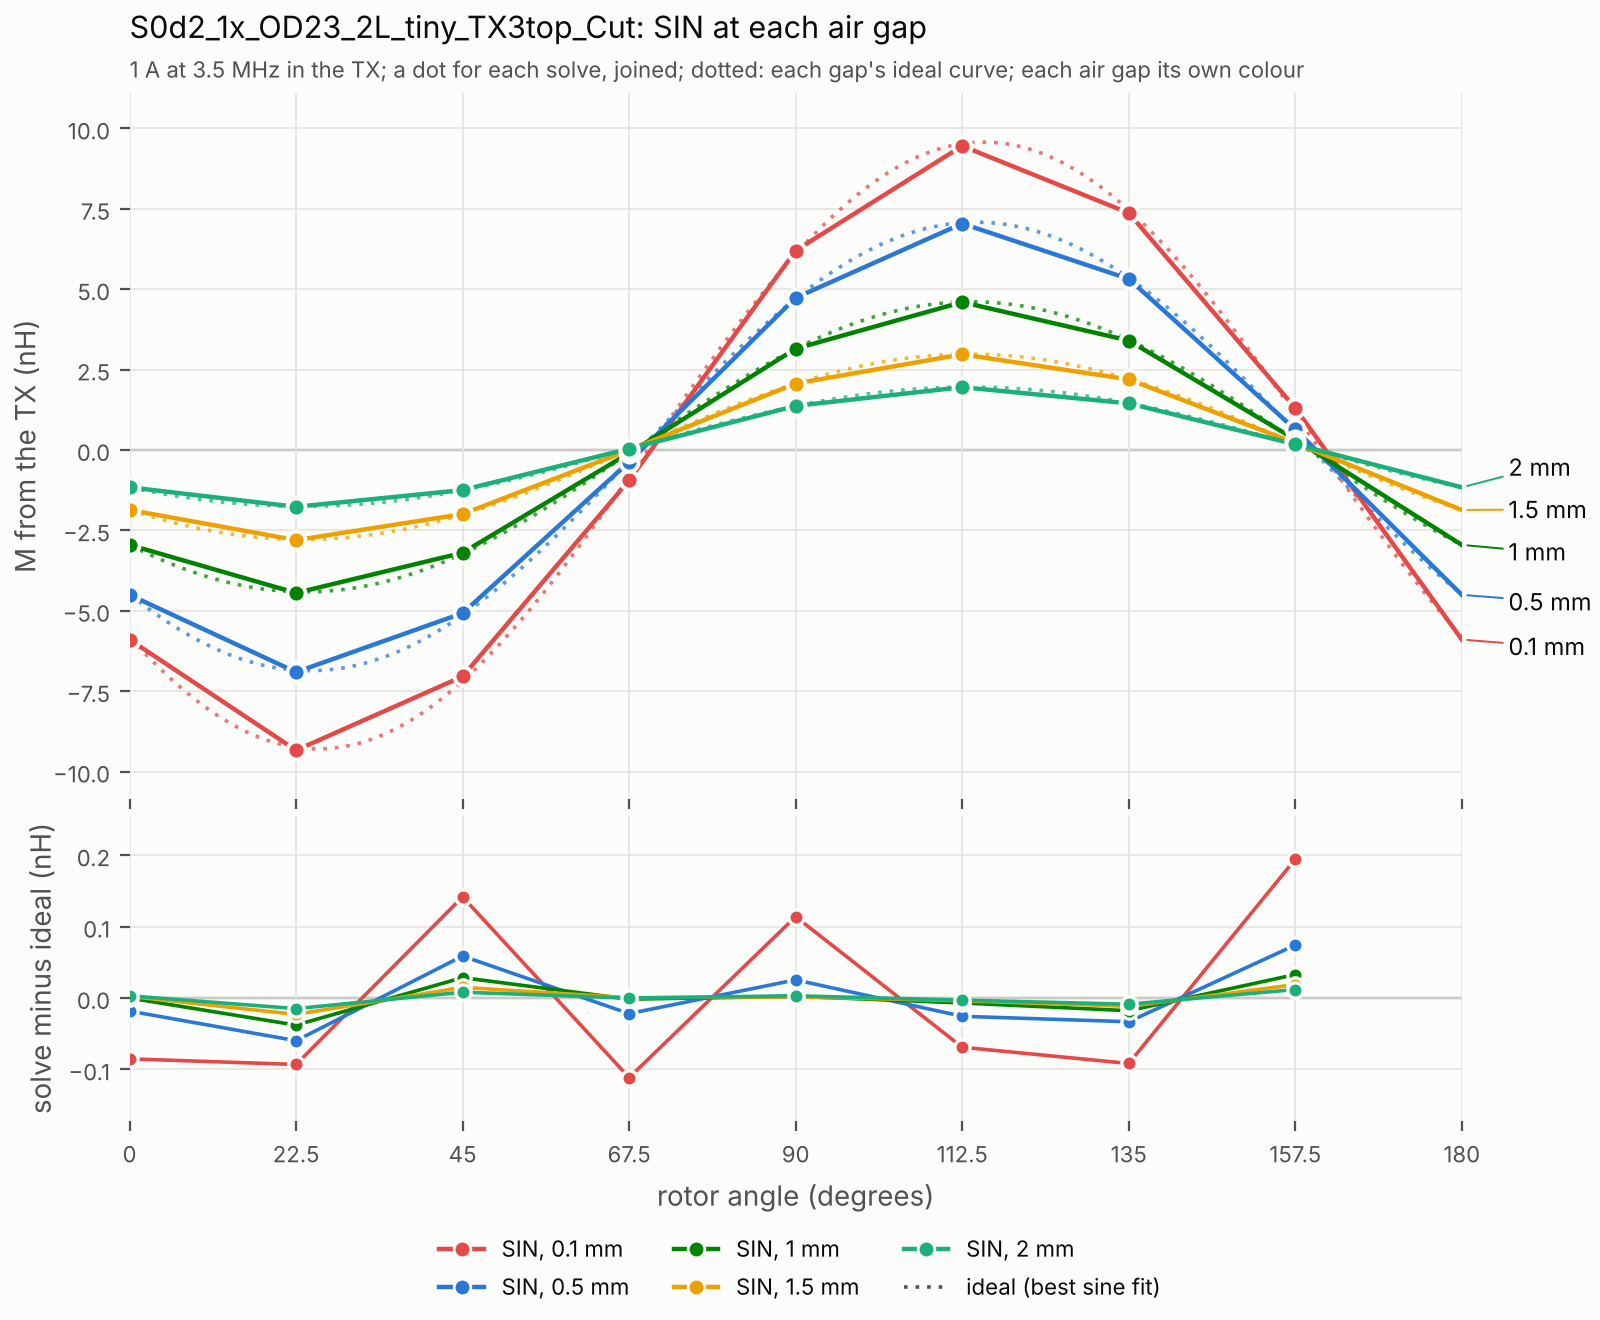 S0d2_1x_OD23_2L_tiny_TX3top_Cut: SIN at each air gap
1 A at 3.5 MHz in the TX; a dot for each solve, joined; dotted: each gap's ideal curve; each air gap its own colour
M from the TX (nH)
10.0
7.5
5.0
2.5
0.0
−2.5
−5.0
−7.5
−10.0
2 mm
1.5 mm
1 mm
0.5 mm
0.1 mm
solve minus ideal (nH)
0.2
0.1
0.0
−0.1
0 22.5 45 67.5 90 112.5 135 157.5 180
rotor angle (degrees)
SIN, 0.1 mm SIN, 1 mm SIN, 2 mm
SIN, 0.5 mm SIN, 1.5 mm ideal (best sine fit)